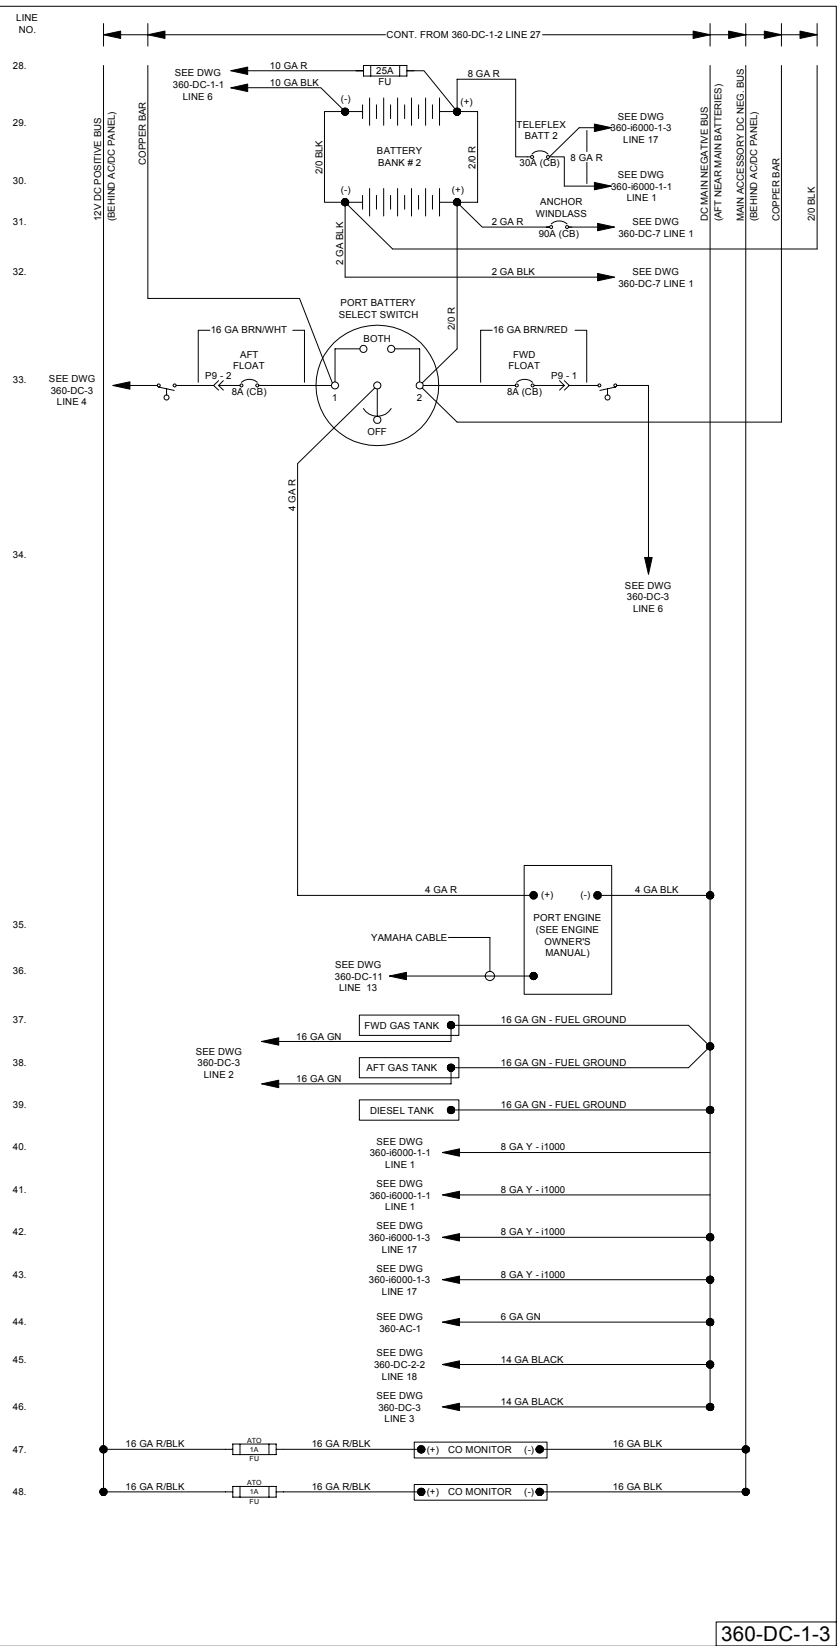 LINE
NO.
CONT. FROM 360-DC-1-2 LINE 27
12V DC POSITIVE BUS
(BEHIND AC/DC PANEL)
COPPER BAR
DC MAIN NEGATIVE BUS
(AFT NEAR MAIN BATTERIES)
MAIN ACCESSORY DC NEG. BUS
(BEHIND AC/DC PANEL)
COPPER BAR
2/0 BLK
28.
SEE DWG
360-DC-1-1
LINE 6
10 GA R
10 GA BLK
25A
FU
8 GA R
(-)
(+)
29.
TELEFLEX
BATT 2
30A (CB)
8 GA R
SEE DWG
360-i6000-1-3
LINE 17
2/0 BLK
BATTERY
BANK # 2
2/0 R
30.
SEE DWG
360-i6000-1-1
LINE 1
(-)
(+)
31.
2 GA R
ANCHOR
WINDLASS
90A (CB)
SEE DWG
360-DC-7 LINE 1
2 GA BLK
32.
2 GA BLK
SEE DWG
360-DC-7 LINE 1
PORT BATTERY
SELECT SWITCH
2/0 R
16 GA BRN/WHT
BOTH
16 GA BRN/RED
33.
SEE DWG
360-DC-3
LINE 4
P9 - 2
AFT
FLOAT
8A (CB)
1
2
OFF
FWD
FLOAT
8A (CB)
P9 - 1
4 GA R
34.
SEE DWG
360-DC-3
LINE 6
4 GA R
(+)
(-)
4 GA BLK
35.
PORT ENGINE
(SEE ENGINE
OWNER'S
MANUAL)
YAMAHA CABLE
36.
SEE DWG
360-DC-11
LINE 13
37.
FWD GAS TANK
16 GA GN - FUEL GROUND
16 GA GN
SEE DWG
360-DC-3
LINE 2
38.
AFT GAS TANK
16 GA GN - FUEL GROUND
16 GA GN
39.
DIESEL TANK
16 GA GN - FUEL GROUND
40.
SEE DWG
360-i6000-1-1
LINE 1
8 GA Y - i1000
41.
SEE DWG
360-i6000-1-1
LINE 1
8 GA Y - i1000
42.
SEE DWG
360-i6000-1-3
LINE 17
8 GA Y - i1000
43.
SEE DWG
360-i6000-1-3
LINE 17
8 GA Y - i1000
44.
SEE DWG
360-AC-1
6 GA GN
45.
SEE DWG
360-DC-2-2
LINE 18
14 GA BLACK
46.
SEE DWG
360-DC-3
LINE 3
14 GA BLACK
47.
16 GA R/BLK
ATO
1A
FU
16 GA R/BLK
(+) CO MONITOR (-)
16 GA BLK
48.
16 GA R/BLK
ATO
1A
FU
16 GA R/BLK
(+) CO MONITOR (-)
16 GA BLK
360-DC-1-3